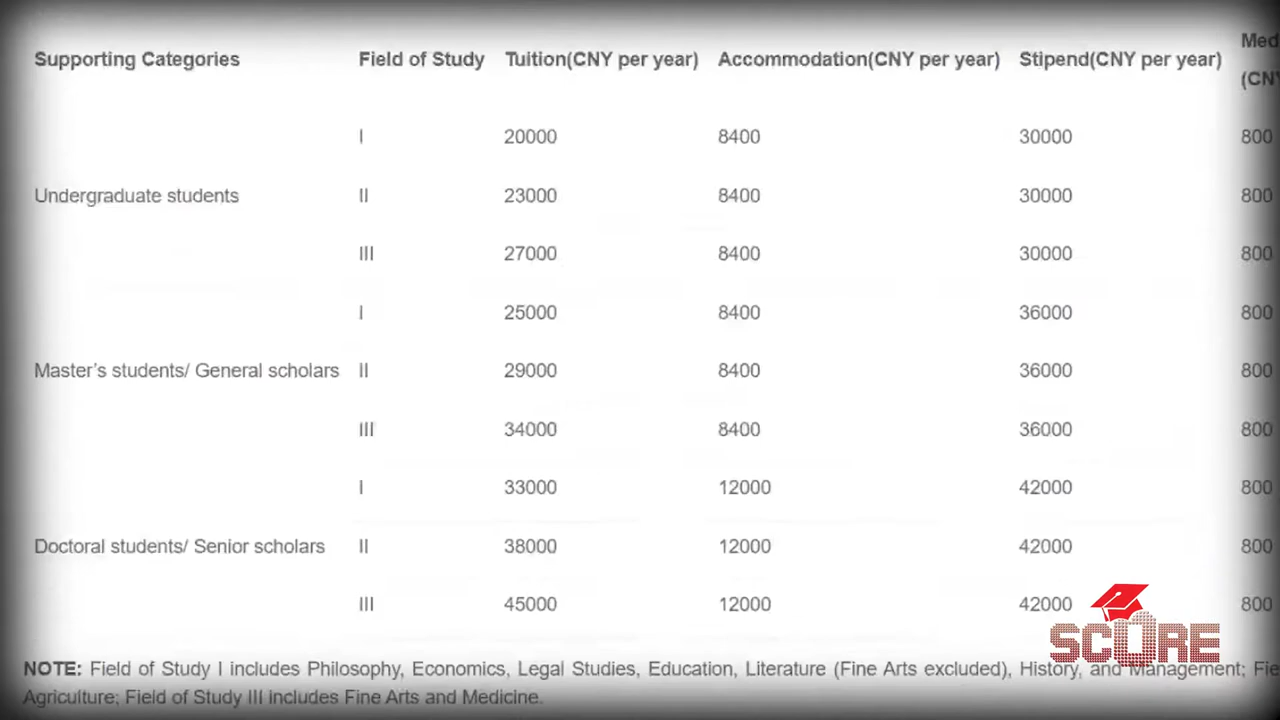 Supporting Categories Field of Study Tuition(CNY per year) Accommodation(CNY per year) Stipend(CNY per year) Med
(CNY
I 20000 8400 30000 800
Undergraduate students II 23000 8400 30000 800
III 27000 8400 30000 800
I 25000 8400 36000 800
Master's students/ General scholars II 29000 8400 36000 800
III 34000 8400 36000 800
I 33000 12000 42000 800
Doctoral students/ Senior scholars II 38000 12000 42000 800
III 45000 12000 42000 800
SCURE
NOTE: Field of Study I includes Philosophy, Economics, Legal Studies, Education, Literature (Fine Arts excluded), History, and Management; Fie
Agriculture; Field of Study III includes Fine Arts and Medicine.